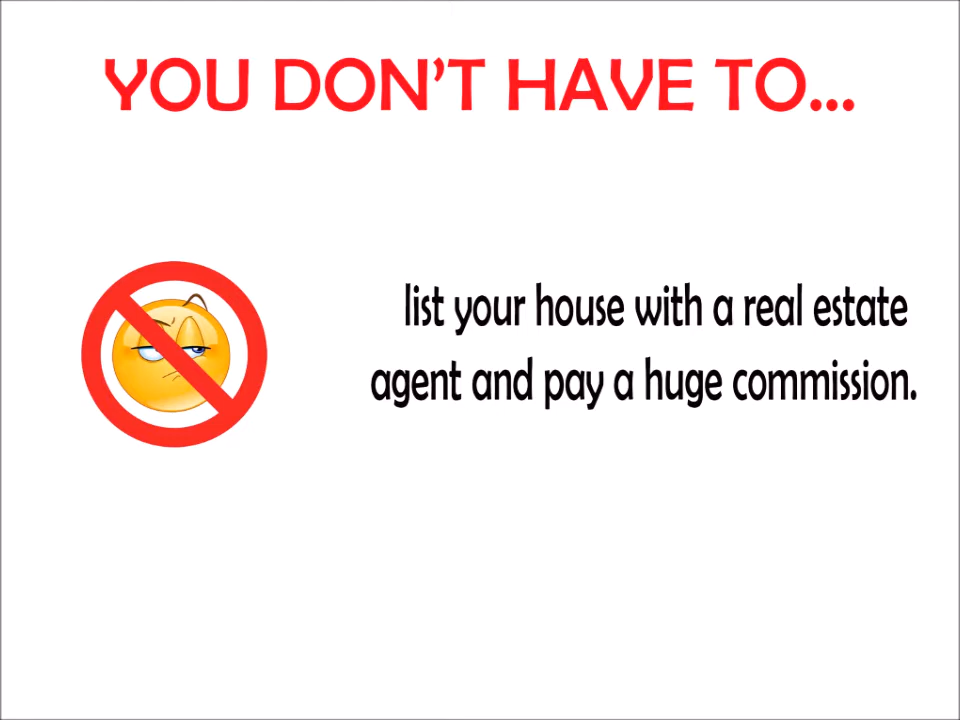 YOU DON'T HAVE TO...
list your house with a real estate
agent and pay a huge commission.